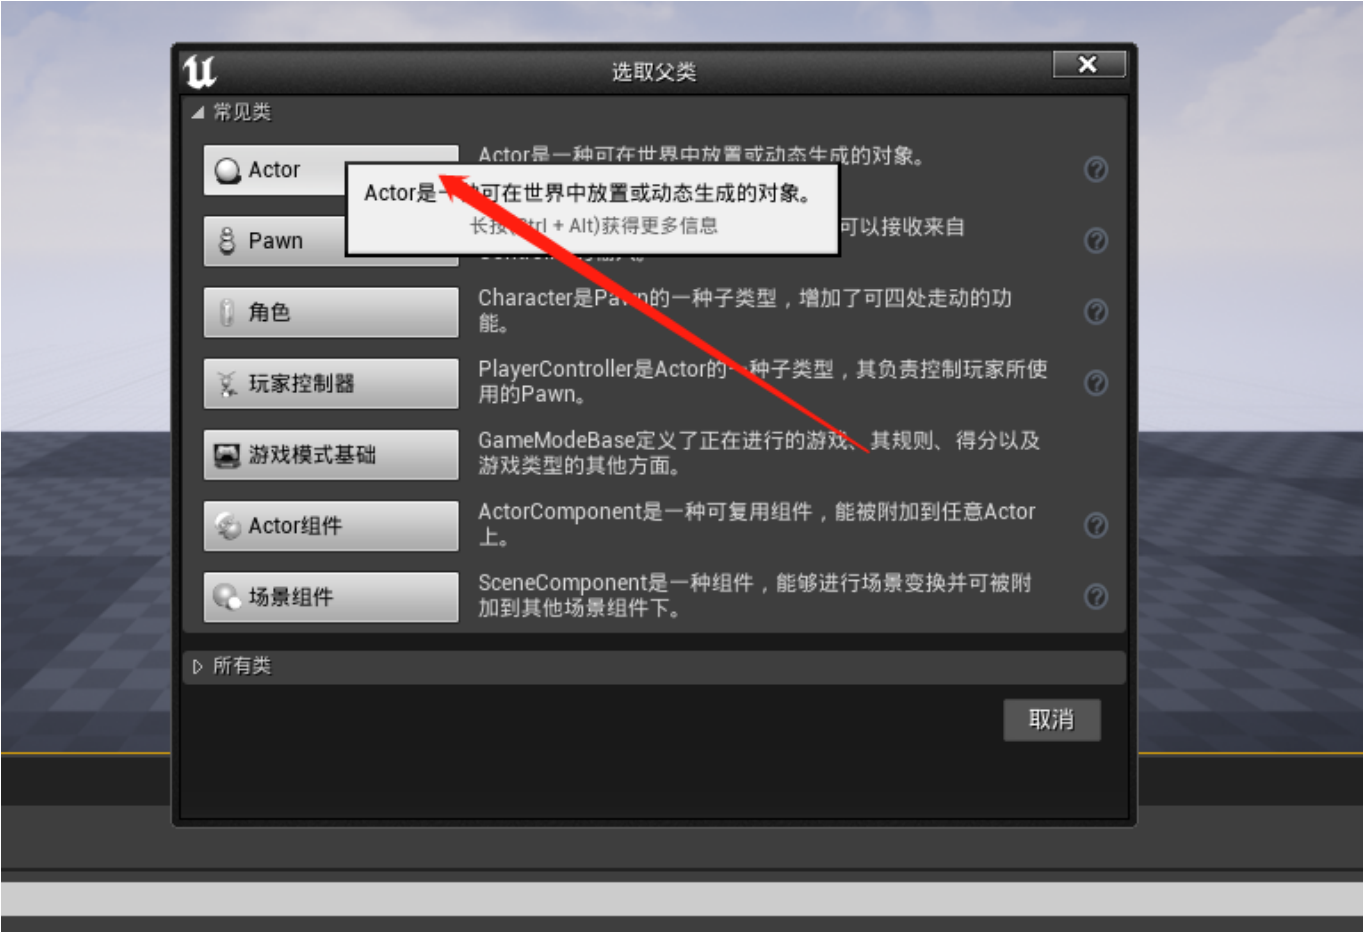 选取父类
常见类
Actor
Actor是一种可在世界中放置或动态生成的对象。
Actor是一种可在世界中放置或动态生成的对象。
长按(Ctrl + Alt)获得更多信息
Pawn
可以接收来自
角色
Character是Pawn的一种子类型，增加了可四处走动的功
能。
玩家控制器
PlayerController是Actor的一种子类型，其负责控制玩家所使
用的Pawn。
游戏模式基础
GameModeBase定义了正在进行的游戏、其规则、得分以及
游戏类型的其他方面。
Actor组件
ActorComponent是一种可复用组件，能被附加到任意Actor
上。
场景组件
SceneComponent是一种组件，能够进行场景变换并可被附
加到其他场景组件下。
所有类
取消